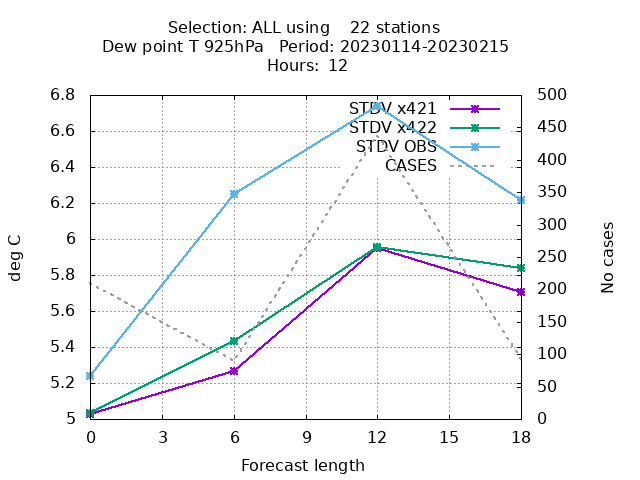 Selection: ALL using    22 stations
Dew point T 925hPa   Period: 20230114-20230215
Hours: 12
STDV x421
STDV x422
STDV OBS
CASES
6.8
6.6
6.4
6.2
6
5.8
5.6
5.4
5.2
5
500
450
400
350
300
250
200
150
100
50
0
deg C
No cases
0 3 6 9 12 15 18
Forecast length